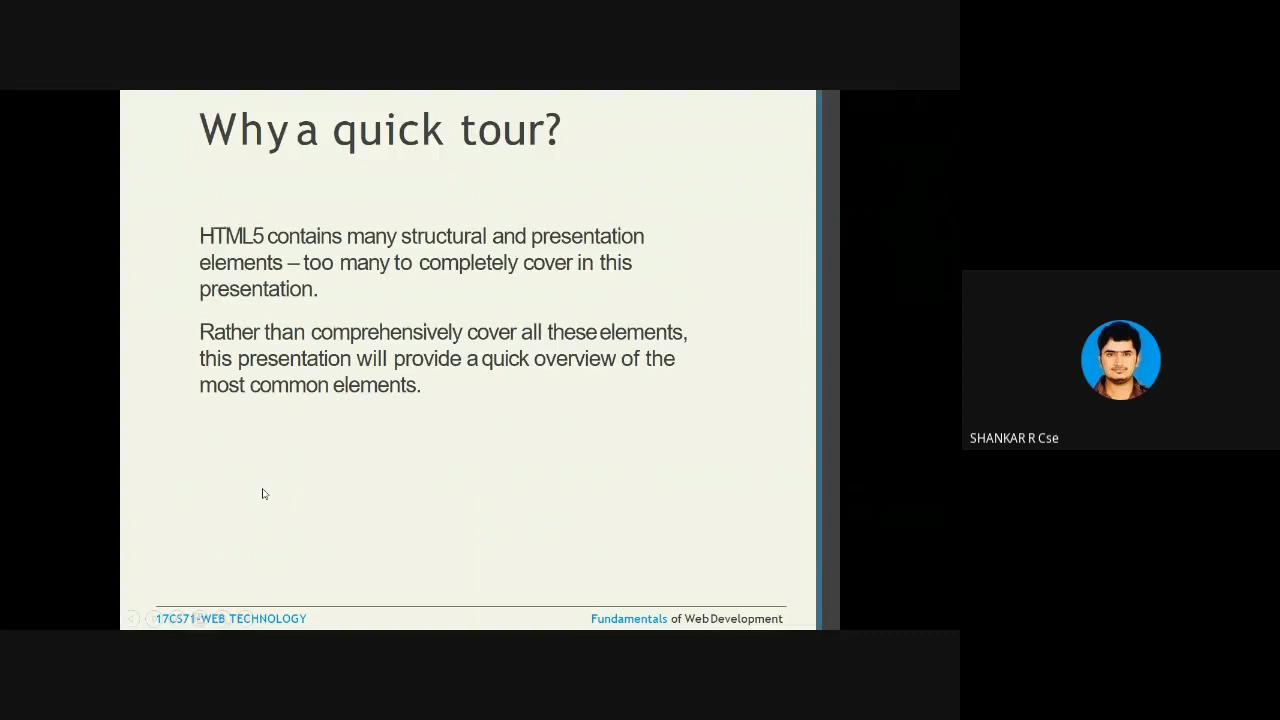 Why a quick tour?
HTML5 contains many structural and presentation
elements – too many to completely cover in this
presentation.
Rather than comprehensively cover all these elements,
this presentation will provide a quick overview of the
most common elements.
17CS71-WEB TECHNOLOGY
Fundamentals of Web Development
SHANKAR R Cse